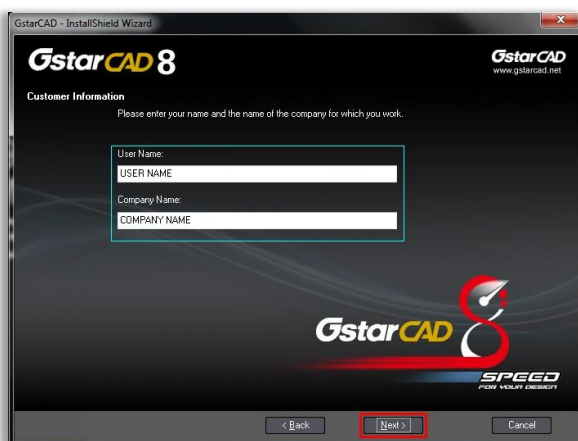 GstarCAD - InstallShield Wizard
GstarCAD 8
GstarCAD
www.gstarcad.net
Customer Information
Please enter your name and the name of the company for which you work.
User Name:
USER NAME
Company Name:
COMPANY NAME
GstarCAD 8
SPEED
FOR YOUR DESIGN
< Back
Next >
Cancel